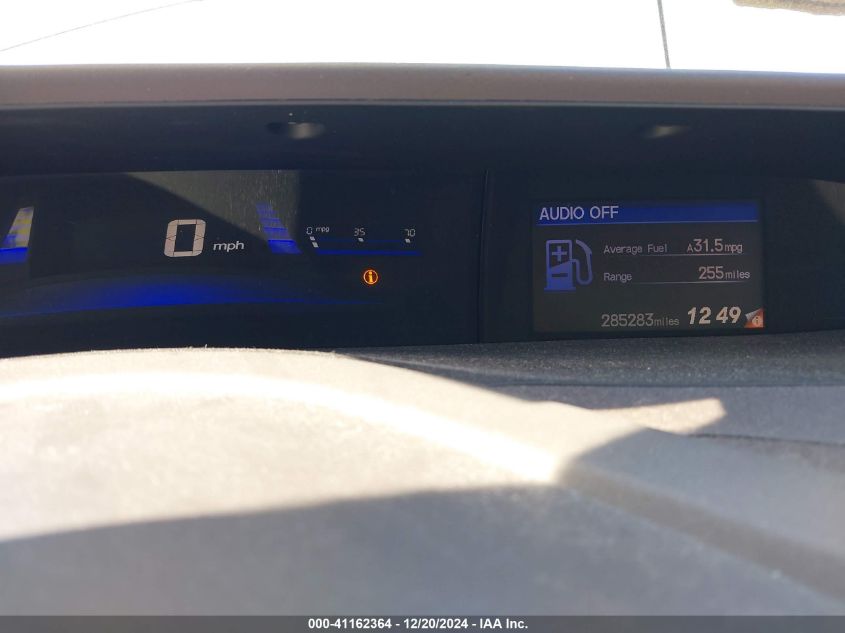 AUDIO OFF
0 mph
0 mpg 35 70
Average Fuel A31.5mpg
Range 255miles
285283miles 12 49
000-41162364 - 12/20/2024 - IAA Inc.